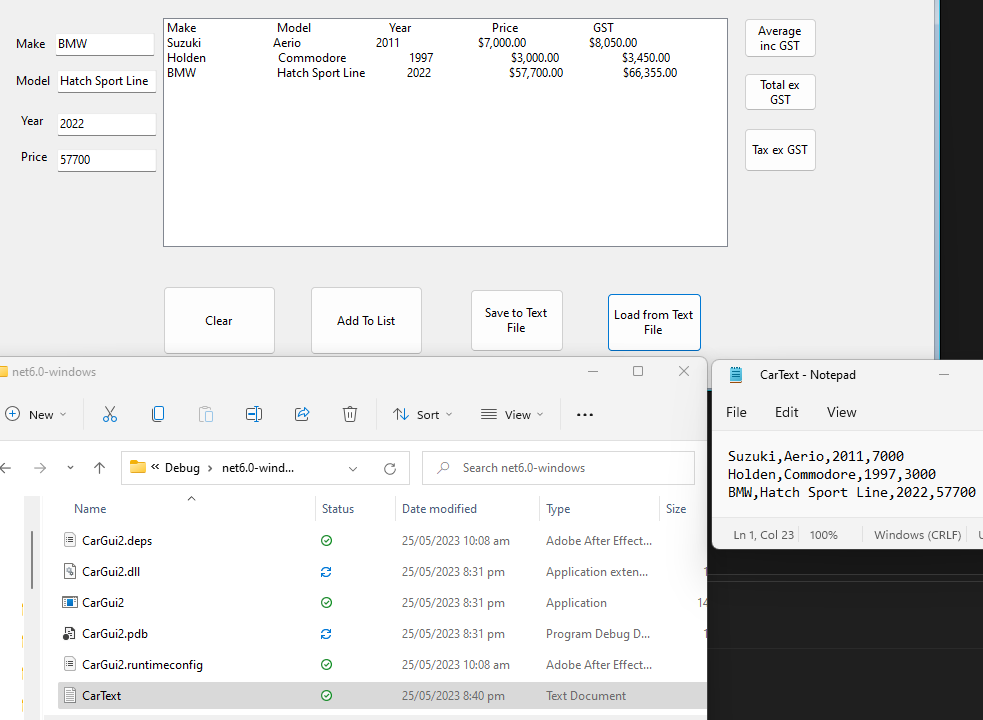 Make BMW
Model Hatch Sport Line
Year 2022
Price 57700
Make Model Year Price GST
Suzuki Aerio 2011 $7,000.00 $8,050.00
Holden Commodore 1997 $3,000.00 $3,450.00
BMW Hatch Sport Line 2022 $57,700.00 $66,355.00
Average
inc GST
Total ex
GST
Tax ex GST
Clear
Add To List
Save to Text
File
Load from Text
File
net6.0-windows
New Sort View ...
« Debug > net6.0-wind... Search net6.0-windows
Name Status Date modified Type Size
CarGui2.deps 25/05/2023 10:08 am Adobe After Effect...
CarGui2.dll 25/05/2023 8:31 pm Application exten... 1
CarGui2 25/05/2023 8:31 pm Application 14
CarGui2.pdb 25/05/2023 8:31 pm Program Debug D... 1
CarGui2.runtimeconfig 25/05/2023 10:08 am Adobe After Effect...
CarText 25/05/2023 8:40 pm Text Document
CarText - Notepad
File Edit View
Suzuki,Aerio,2011,7000
Holden,Commodore,1997,3000
BMW,Hatch Sport Line,2022,57700
Ln 1, Col 23 100% Windows (CRLF)